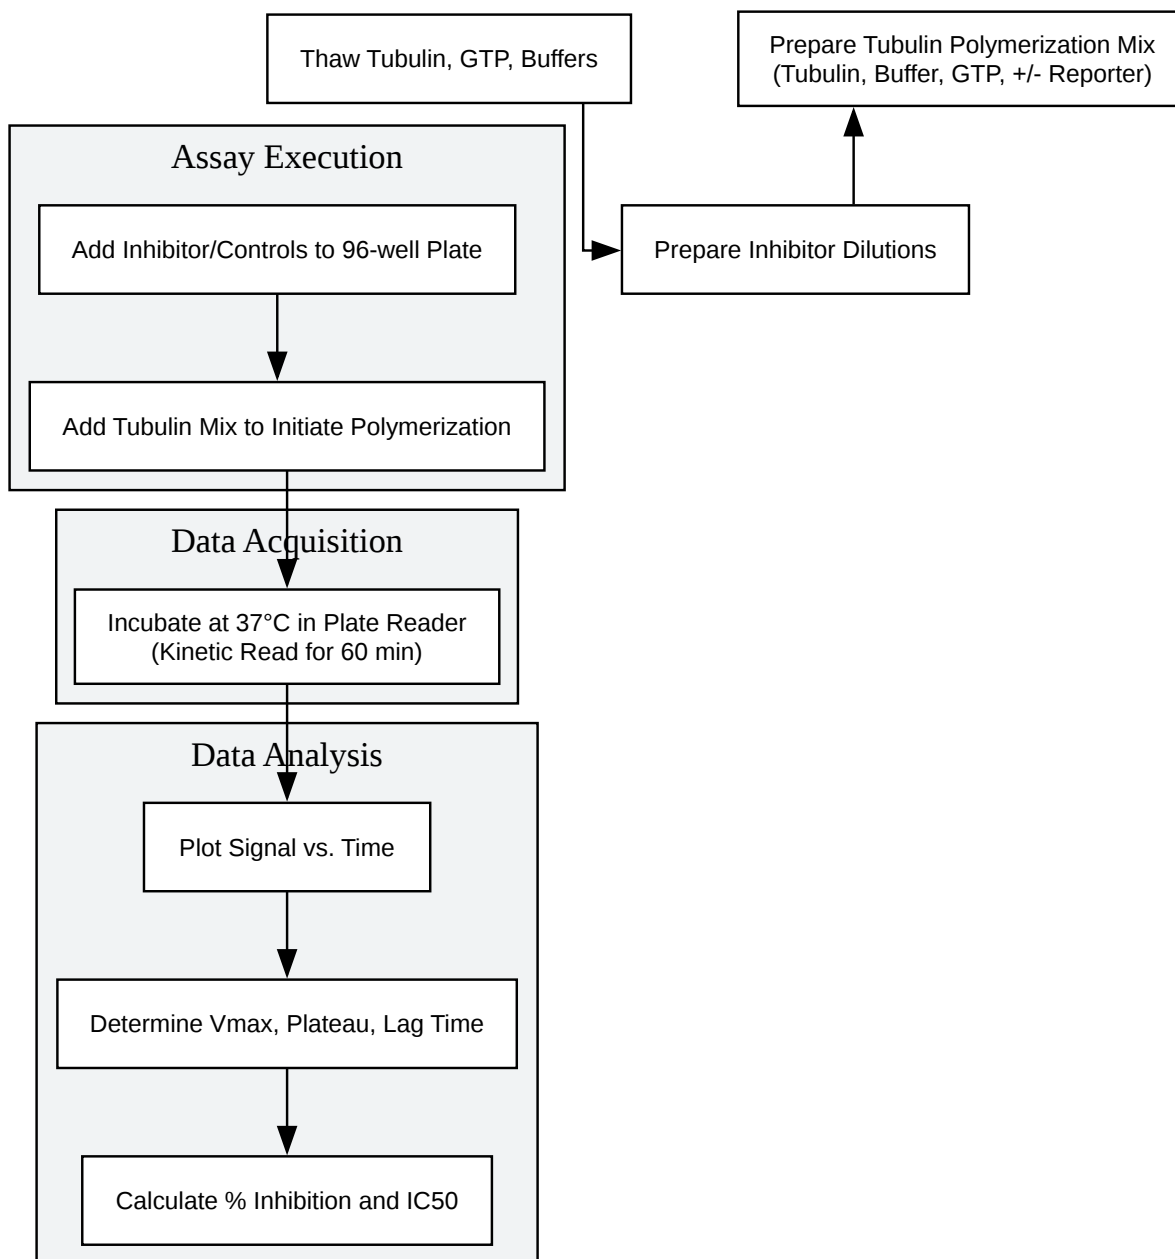 Thaw Tubulin, GTP, Buffers
Prepare Tubulin Polymerization Mix
(Tubulin, Buffer, GTP, +/- Reporter)
Assay Execution
Add Inhibitor/Controls to 96-well Plate
Prepare Inhibitor Dilutions
Add Tubulin Mix to Initiate Polymerization
Data Acquisition
Incubate at 37°C in Plate Reader
(Kinetic Read for 60 min)
Data Analysis
Plot Signal vs. Time
Determine Vmax, Plateau, Lag Time
Calculate % Inhibition and IC50